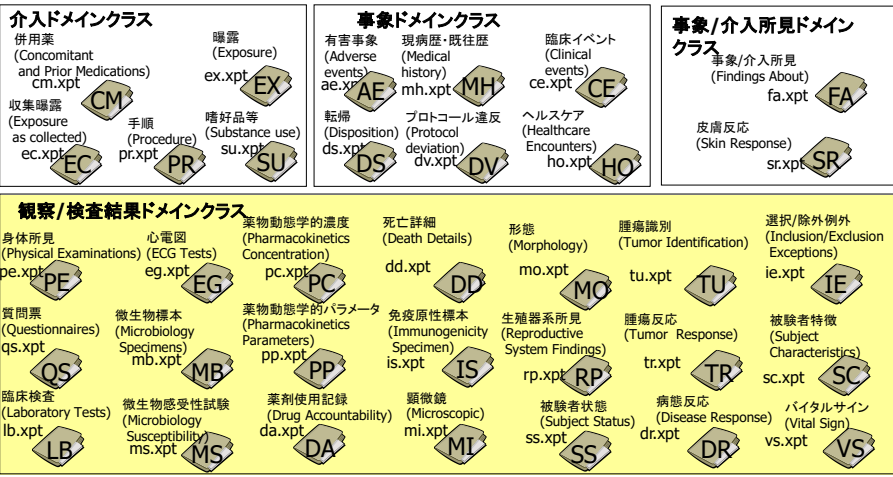 介入ドメインクラス
併用薬
(Concomitant
and Prior Medications)
cm.xpt
CM
曝露
(Exposure)
ex.xpt
EX
収集曝露
(Exposure
as collected)
ec.xpt
EC
手順
(Procedure)
pr.xpt
PR
嗜好品等
(Substance use)
su.xpt
SU
事象ドメインクラス
有害事象
(Adverse
events)
ae.xpt
AE
現病歴・既往歴
(Medical
history)
mh.xpt
MH
臨床イベント
(Clinical
events)
ce.xpt
CE
転帰
(Disposition)
ds.xpt
DS
プロトコール違反
(Protocol
deviation)
dv.xpt
DV
ヘルスケア
(Healthcare
Encounters)
ho.xpt
HO
事象/介入所見ドメイン
クラス
事象/介入所見
(Findings About)
fa.xpt
FA
皮膚反応
(Skin Response)
sr.xpt
SR
観察/検査結果ドメインクラス
身体所見
(Physical Examinations)
pe.xpt
PE
心電図
(ECG Tests)
eg.xpt
EG
薬物動態学的濃度
(Pharmacokinetics
Concentration)
pc.xpt
PC
死亡詳細
(Death Details)
dd.xpt
DD
形態
(Morphology)
mo.xpt
MO
腫瘍識別
(Tumor Identification)
tu.xpt
TU
選択/除外例外
(Inclusion/Exclusion
Exceptions)
ie.xpt
IE
質問票
(Questionnaires)
qs.xpt
QS
微生物標本
(Microbiology
Specimens)
mb.xpt
MB
薬物動態学的パラメータ
(Pharmacokinetics
Parameters)
pp.xpt
PP
免疫原性標本
(Immunogenicity
Specimen)
is.xpt
IS
生殖器系所見
(Reproductive
System Findings)
rp.xpt
RP
腫瘍反応
(Tumor Response)
tr.xpt
TR
被験者特徴
(Subject
Characteristics)
sc.xpt
SC
臨床検査
(Laboratory Tests)
lb.xpt
LB
微生物感受性試験
(Microbiology
Susceptibility)
ms.xpt
MS
薬剤使用記録
(Drug Accountability)
da.xpt
DA
顕微鏡
(Microscopic)
mi.xpt
MI
被験者状態
(Subject Status)
ss.xpt
SS
病態反応
(Disease Response)
dr.xpt
DR
バイタルサイン
(Vital Sign)
vs.xpt
VS